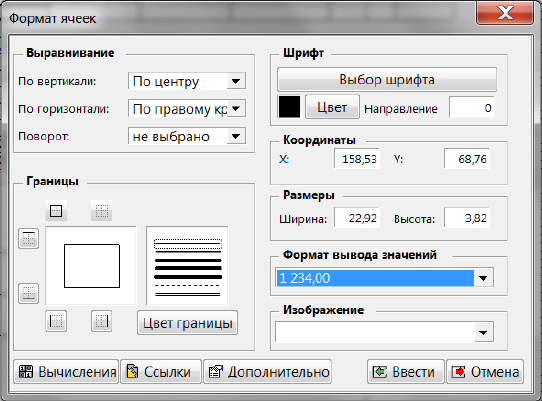 Формат ячеек
Выравнивание
По вертикали: По центру
По горизонтали: По правому кр
Поворот: не выбрано
Границы
Цвет границы
Шрифт
Выбор шрифта
Цвет Направление 0
Координаты
X: 158,53 Y: 68,76
Размеры
Ширина: 22,92 Высота: 3,82
Формат вывода значений
1 234,00
Изображение
Вычисления Ссылки Дополнительно Ввести Отмена